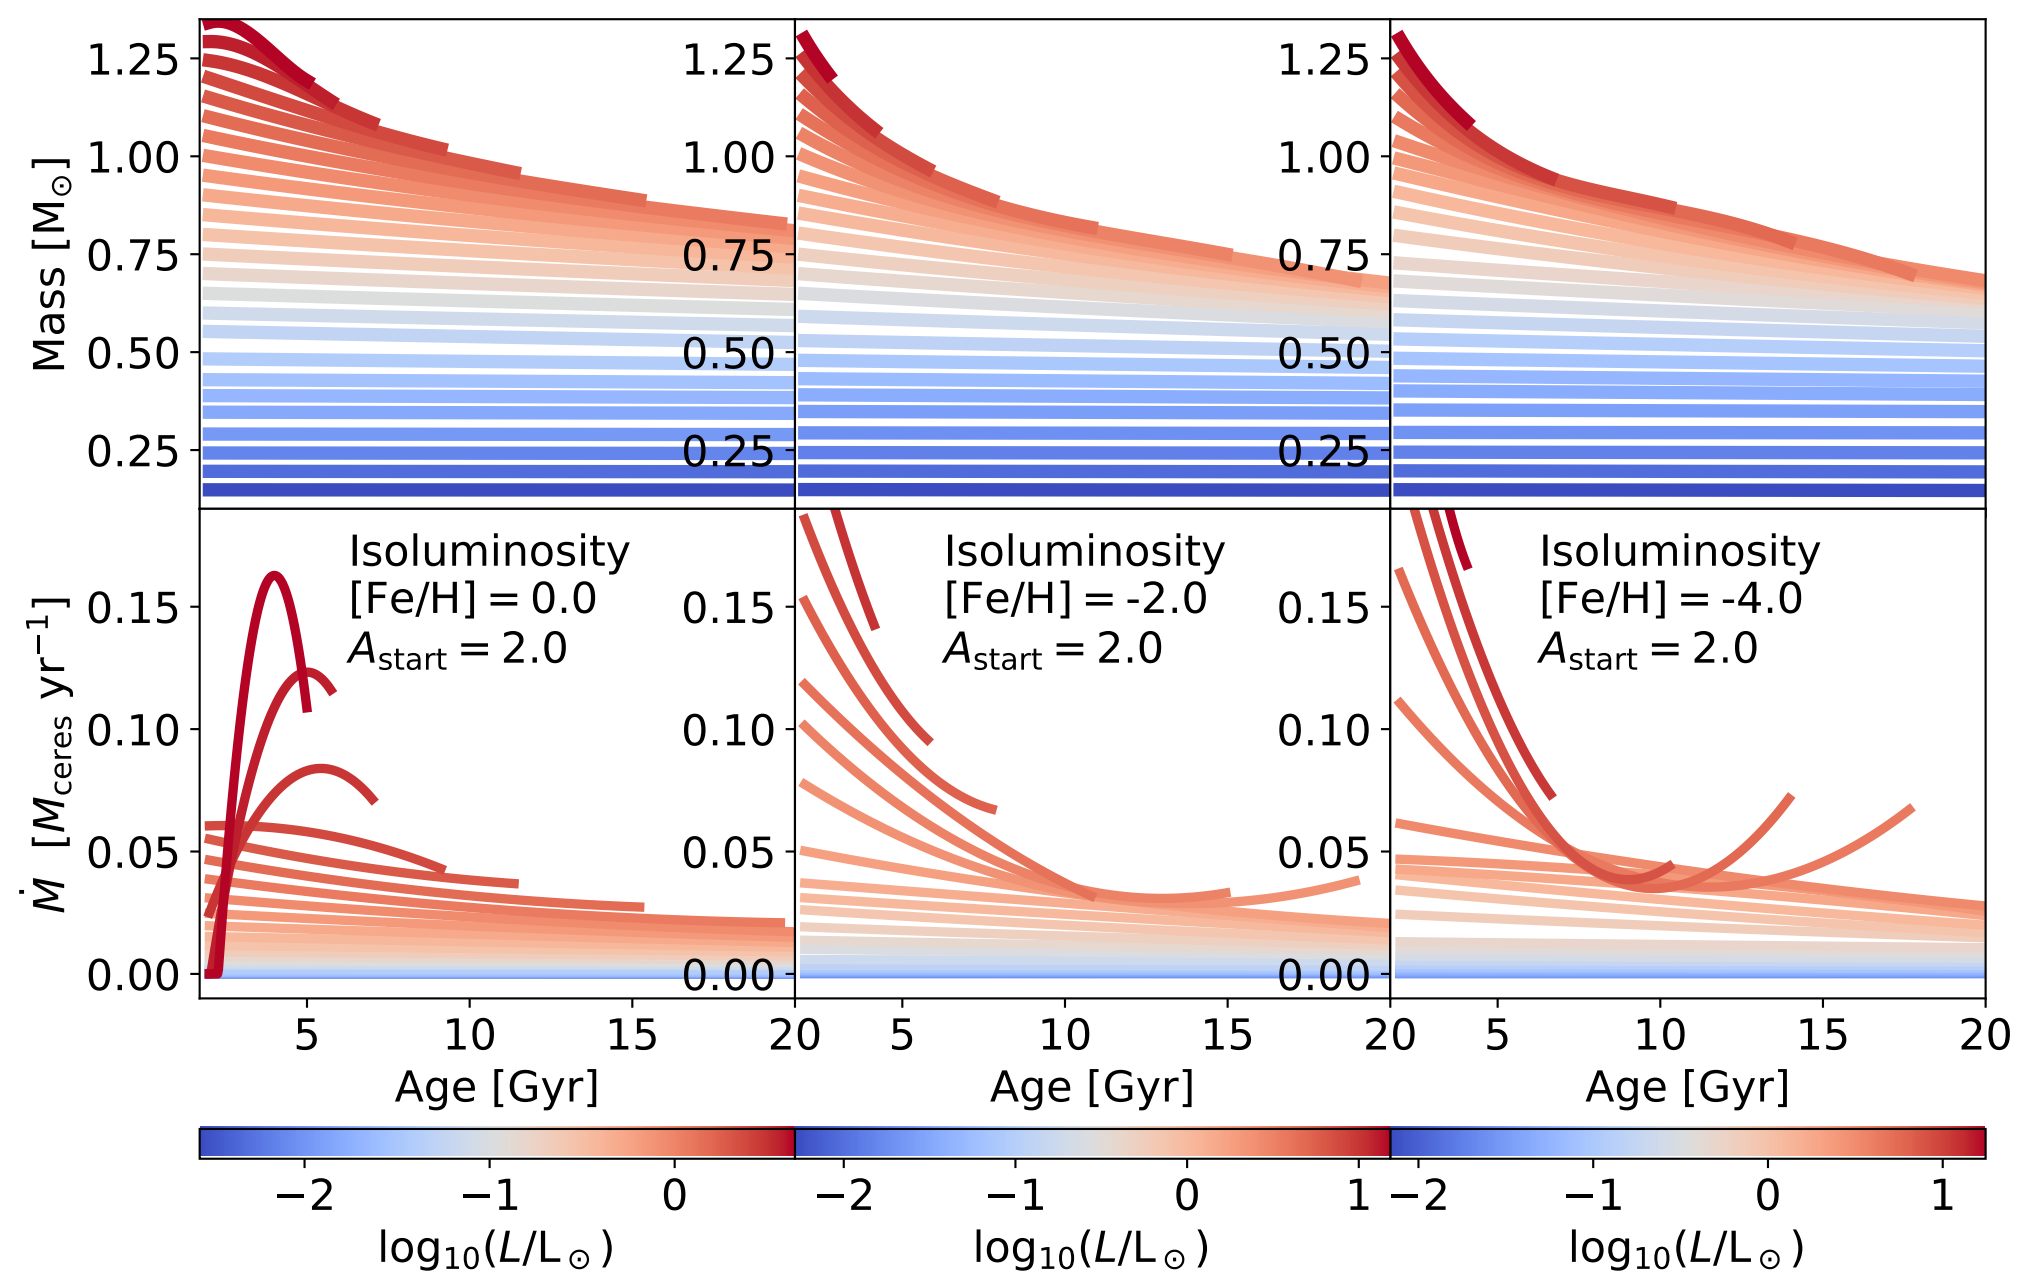 Mass [M⊙]
1.25
1.00
0.75
0.50
0.25
1.25
1.00
0.75
0.50
0.25
1.25
1.00
0.75
0.50
0.25
Ṁ [Mceres yr−1]
0.15
0.10
0.05
0.00
Isoluminosity
[Fe/H] = 0.0
Astart = 2.0
0.15
0.10
0.05
0.00
Isoluminosity
[Fe/H] = -2.0
Astart = 2.0
0.15
0.10
0.05
0.00
Isoluminosity
[Fe/H] = -4.0
Astart = 2.0
5 10 15 20 5 10 15 20 5 10 15 20
Age [Gyr] Age [Gyr] Age [Gyr]
−2 −1 0 −2 −1 0 1 −2 −1 0 1
log10(L/L⊙) log10(L/L⊙) log10(L/L⊙)